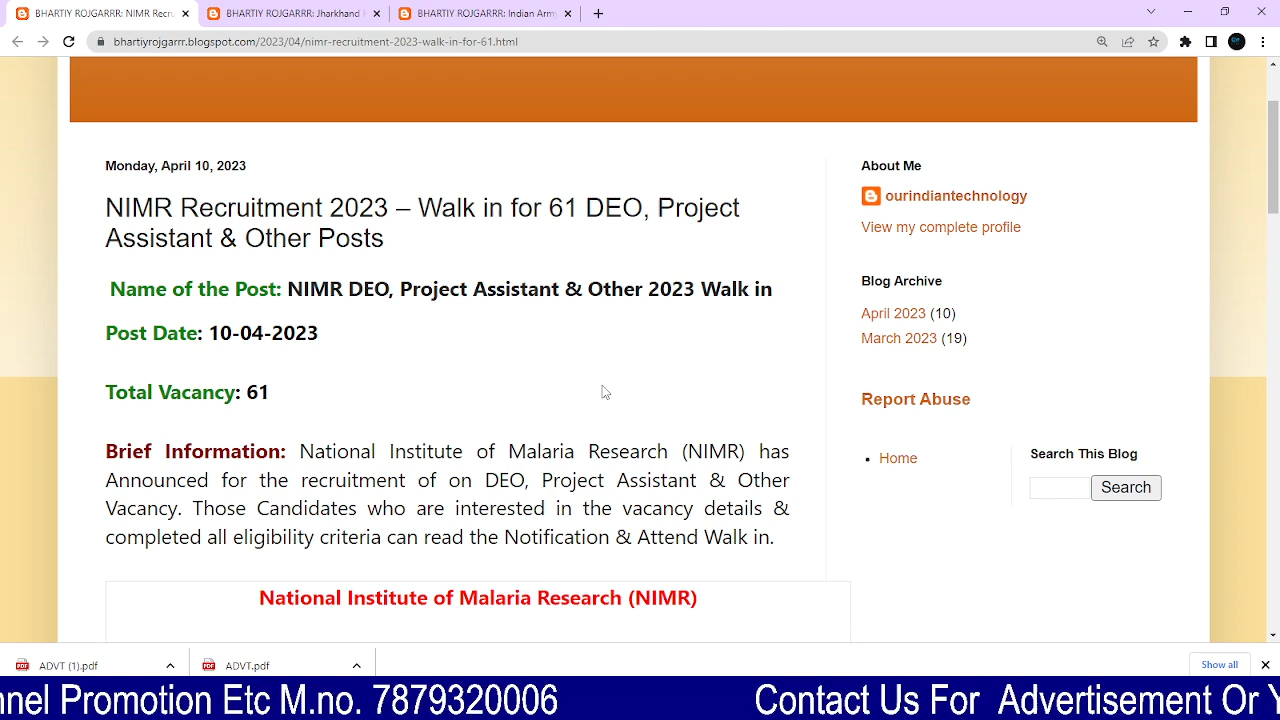 BHARTIY ROJGARRR: NIMR Recru
BHARTIY ROJGARRR: Jharkhand
BHARTIY ROJGARRR: Indian Army
bhartiyrojgarrr.blogspot.com/2023/04/nimr-recruitment-2023-walk-in-for-61.html
Monday, April 10, 2023
NIMR Recruitment 2023 – Walk in for 61 DEO, Project
Assistant & Other Posts
Name of the Post: NIMR DEO, Project Assistant & Other 2023 Walk in
Post Date: 10-04-2023
Total Vacancy: 61
Brief Information: National Institute of Malaria Research (NIMR) has
Announced for the recruitment of on DEO, Project Assistant & Other
Vacancy. Those Candidates who are interested in the vacancy details &
completed all eligibility criteria can read the Notification & Attend Walk in.
National Institute of Malaria Research (NIMR)
About Me
ourindiantechnology
View my complete profile
Blog Archive
April 2023 (10)
March 2023 (19)
Report Abuse
Home
Search This Blog
Search
ADVT (1).pdf
ADVT.pdf
Show all
nnel Promotion Etc M.no. 7879320006 Contact Us For Advertisement Or Y